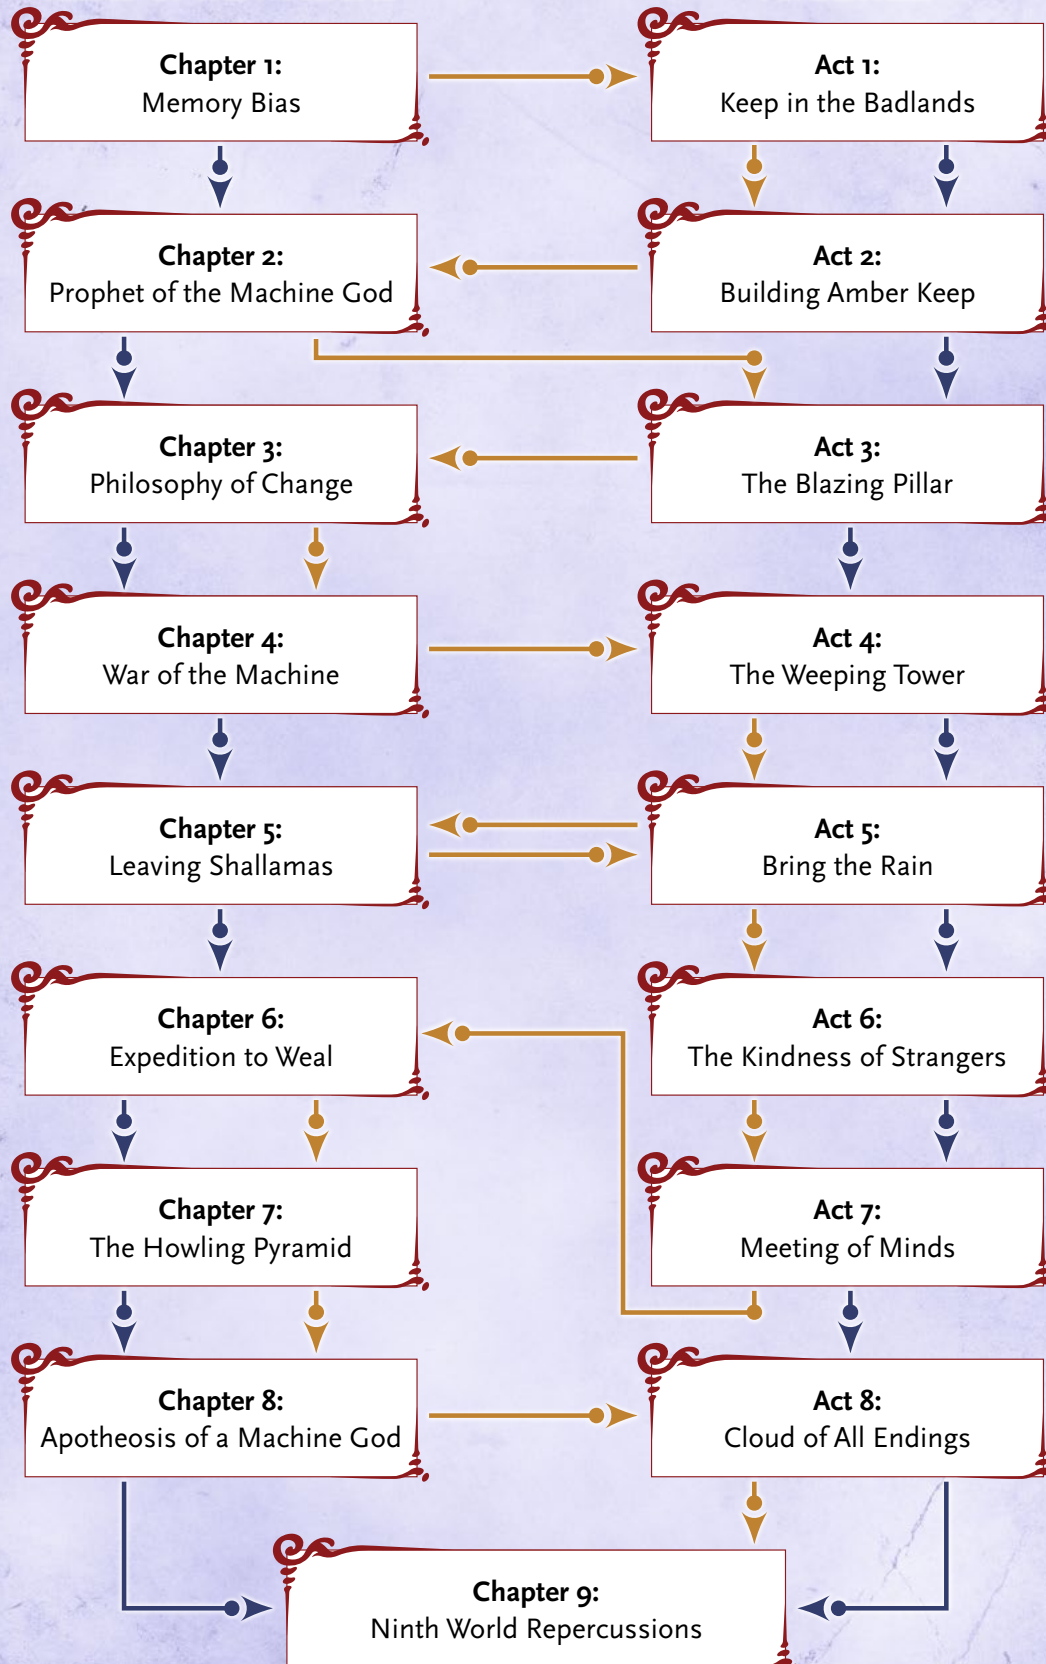 Chapter 1:
Memory Bias
Act 1:
Keep in the Badlands
Chapter 2:
Prophet of the Machine God
Act 2:
Building Amber Keep
Chapter 3:
Philosophy of Change
Act 3:
The Blazing Pillar
Chapter 4:
War of the Machine
Act 4:
The Weeping Tower
Chapter 5:
Leaving Shallamas
Act 5:
Bring the Rain
Chapter 6:
Expedition to Weal
Act 6:
The Kindness of Strangers
Chapter 7:
The Howling Pyramid
Act 7:
Meeting of Minds
Chapter 8:
Apotheosis of a Machine God
Act 8:
Cloud of All Endings
Chapter 9:
Ninth World Repercussions